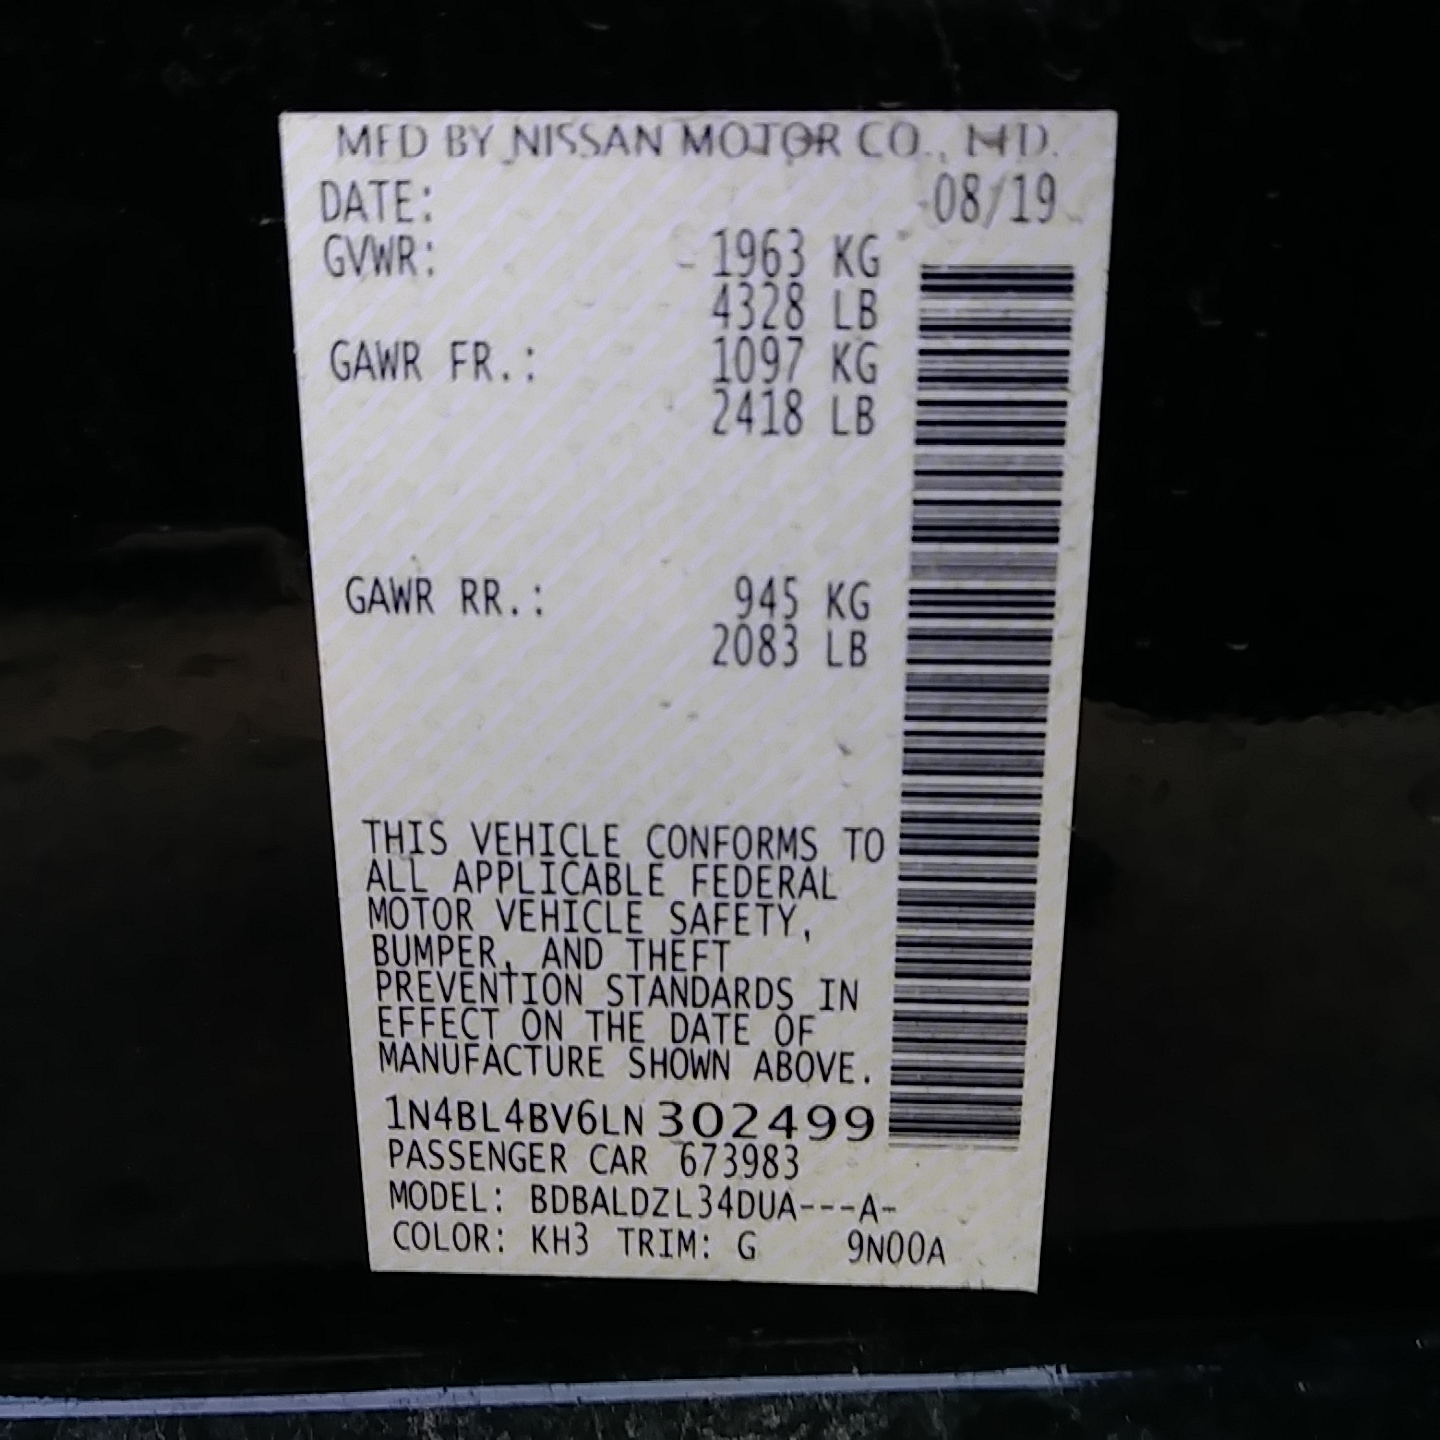 MFD BY NISSAN MOTOR CO., LTD.
DATE: 08/19
GVWR: 1963 KG
4328 LB
GAWR FR.: 1097 KG
2418 LB
GAWR RR.: 945 KG
2083 LB
THIS VEHICLE CONFORMS TO
ALL APPLICABLE FEDERAL
MOTOR VEHICLE SAFETY,
BUMPER, AND THEFT
PREVENTION STANDARDS IN
EFFECT ON THE DATE OF
MANUFACTURE SHOWN ABOVE.
1N4BL4BV6LN302499
PASSENGER CAR 673983
MODEL: BDBALDZL34DUA---A-
COLOR: KH3 TRIM: G 9N00A